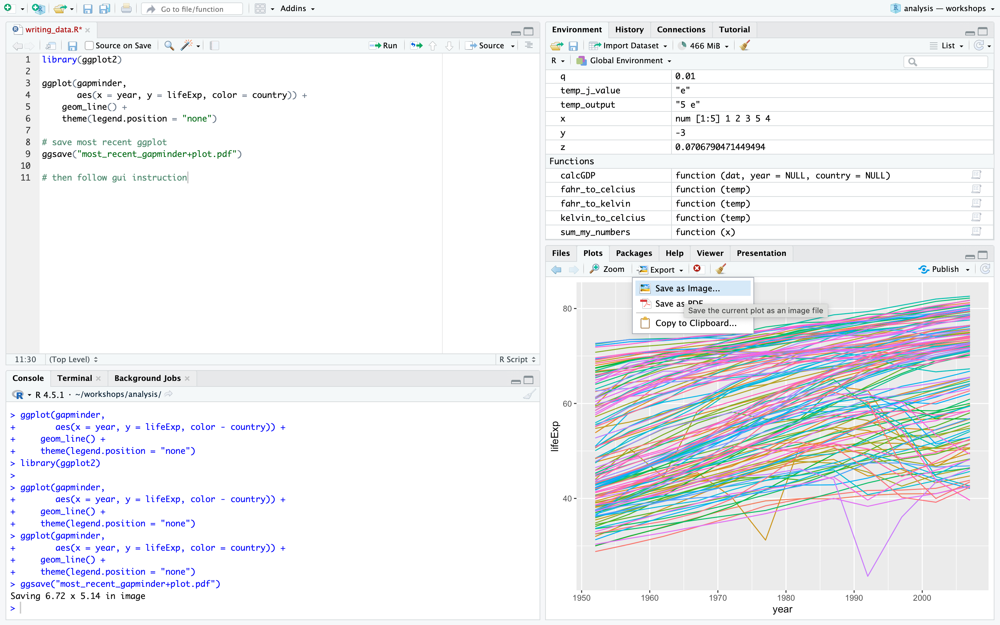 Go to file/function
Addins
analysis — workshops
writing_data.R*
Source on Save
Run
Source
1 library(ggplot2)
2
3 ggplot(gapminder,
4 aes(x = year, y = lifeExp, color = country)) +
5 geom_line() +
6 theme(legend.position = "none")
7
8 # save most recent ggplot
9 ggsave("most_recent_gapminder+plot.pdf")
10
11 # then follow gui instruction
11:30 (Top Level) R Script
Console Terminal Background Jobs
R 4.5.1 · ~/workshops/analysis/
> ggplot(gapminder,
+ aes(x = year, y = lifeExp, color - country)) +
+ geom_line() +
+ theme(legend.position = "none")
> library(ggplot2)
>
> ggplot(gapminder,
+ aes(x = year, y = lifeExp, color - country)) +
+ geom_line() +
+ theme(legend.position = "none")
> ggplot(gapminder,
+ aes(x = year, y = lifeExp, color = country)) +
+ geom_line() +
+ theme(legend.position = "none")
> ggsave("most_recent_gapminder+plot.pdf")
Saving 6.72 x 5.14 in image
>
Environment History Connections Tutorial
Import Dataset 466 MiB List
R Global Environment
q 0.01
temp_j_value "e"
temp_output "5 e"
x num [1:5] 1 2 3 5 4
y -3
z 0.0706790471449494
Functions
calcGDP function (dat, year = NULL, country = NULL)
fahr_to_celcius function (temp)
fahr_to_kelvin function (temp)
kelvin_to_celcius function (temp)
sum_my_numbers function (x)
Files Plots Packages Help Viewer Presentation
Zoom Export Publish
Save as Image...
Save as PDF
Save the current plot as an image file
Copy to Clipboard...
80
60
40
lifeExp
1950 1960 1970 1980 1990 2000
year